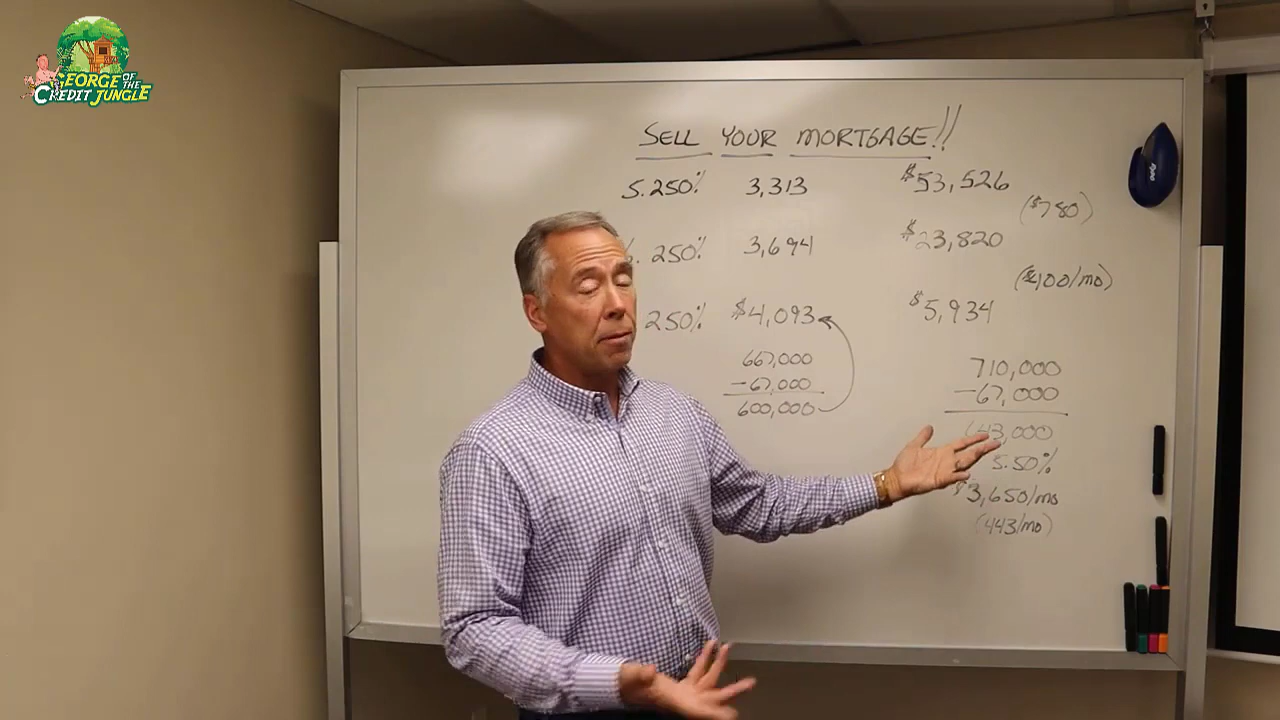 GEORGE OF THE CREDIT JUNGLE
SELL YOUR MORTGAGE!!
5.250% 3,313 $53,526
($780)
. 250% 3,694 $23,820
($400/mo)
250% $4,093 $5,934
667,000
-67,000
600,000
710,000
-67,000
643,000
5.50%
$3,650/mo
(443/mo)